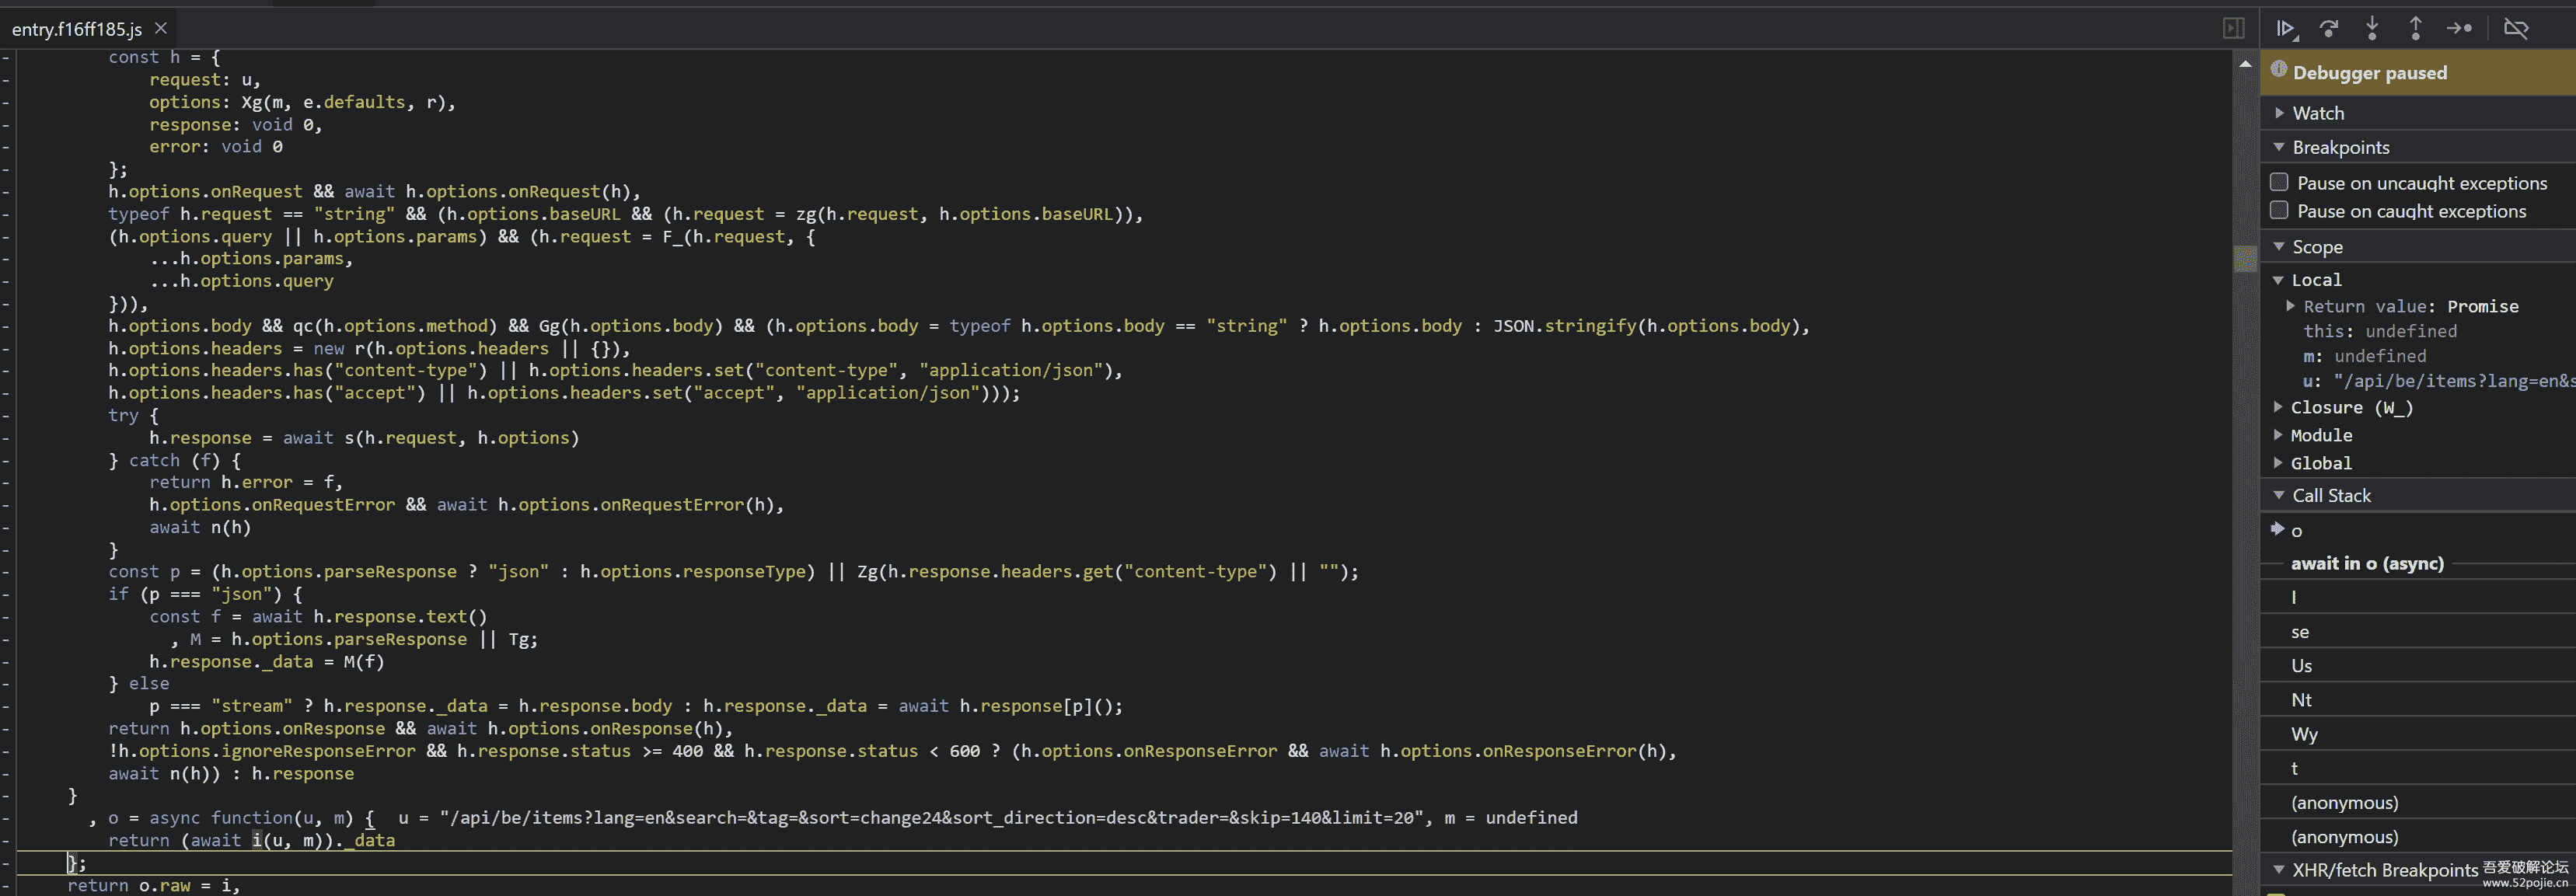 entry.f16ff185.js
const h = {
request: u,
options: Xg(m, e.defaults, r),
response: void 0,
error: void 0
};
h.options.onRequest && await h.options.onRequest(h),
typeof h.request == "string" && (h.options.baseURL && (h.request = zg(h.request, h.options.baseURL)),
(h.options.query || h.options.params) && (h.request = F_(h.request, {
...h.options.params,
...h.options.query
})),
h.options.body && qc(h.options.method) && Gg(h.options.body) && (h.options.body = typeof h.options.body == "string" ? h.options.body : JSON.stringify(h.options.body),
h.options.headers = new r(h.options.headers || {}),
h.options.headers.has("content-type") || h.options.headers.set("content-type", "application/json"),
h.options.headers.has("accept") || h.options.headers.set("accept", "application/json")));
try {
h.response = await s(h.request, h.options)
} catch (f) {
return h.error = f,
h.options.onRequestError && await h.options.onRequestError(h),
await n(h)
}
const p = (h.options.parseResponse ? "json" : h.options.responseType) || Zg(h.response.headers.get("content-type") || "");
if (p === "json") {
const f = await h.response.text()
, M = h.options.parseResponse || Tg;
h.response._data = M(f)
} else
p === "stream" ? h.response._data = h.response.body : h.response._data = await h.response[p]();
return h.options.onResponse && await h.options.onResponse(h),
!h.options.ignoreResponseError && h.response.status >= 400 && h.response.status < 600 ? (h.options.onResponseError && await h.options.onResponseError(h),
await n(h)) : h.response
}
, o = async function(u, m) { u = "/api/be/items?lang=en&search=&tag=&sort=change24&sort_direction=desc&trader=&skip=140&limit=20", m = undefined
return (await i(u, m))._data
};
return o.raw = i,
Debugger paused
Watch
Breakpoints
Pause on uncaught exceptions
Pause on caught exceptions
Scope
Local
Return value: Promise
this: undefined
m: undefined
u: "/api/be/items?lang=en&s
Closure (W_)
Module
Global
Call Stack
o
await in o (async)
l
se
Us
Nt
Wy
t
(anonymous)
(anonymous)
XHR/fetch Breakpoints
吾爱破解论坛
www.52pojie.cn